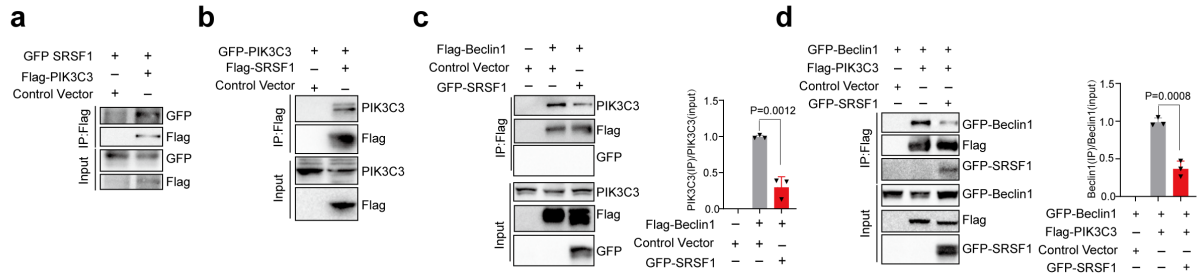 a
GFP SRSF1 + +
Flag-PIK3C3 – +
Control Vector + –
IP:Flag
GFP
Flag
Input
GFP
Flag
b
GFP-PIK3C3 + +
Flag-SRSF1 – +
Control Vector + –
IP:Flag
PIK3C3
Flag
Input
PIK3C3
Flag
c
Flag-Beclin1 – + +
Control Vector + + –
GFP-SRSF1 – – +
IP:Flag
PIK3C3
Flag
GFP
Input
PIK3C3
Flag
GFP
PIK3C3(IP)/PIK3C3(input)
1.5
1.0
0.5
0.0
P=0.0012
Flag-Beclin1 – + +
Control Vector + + –
GFP-SRSF1 – – +
d
GFP-Beclin1 + + +
Flag-PIK3C3 – + +
Control Vector + – –
GFP-SRSF1 – – +
IP:Flag
GFP-Beclin1
Flag
GFP-SRSF1
Input
GFP-Beclin1
Flag
GFP-SRSF1
Beclin1(IP)/Beclin1(input)
1.5
1.0
0.5
0.0
P=0.0008
GFP-Beclin1 + + +
Flag-PIK3C3 + + +
Control Vector + – –
GFP-SRSF1 – – +